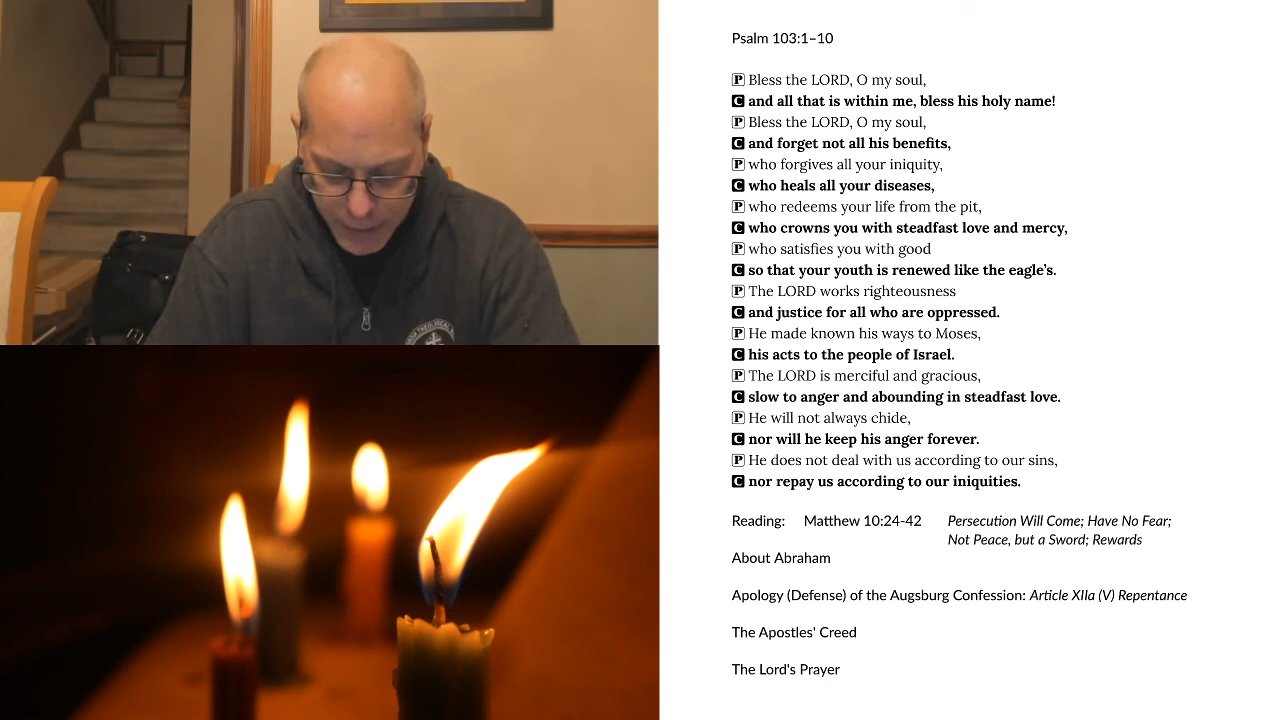 Psalm 103:1–10
P Bless the LORD, O my soul,
C and all that is within me, bless his holy name!
P Bless the LORD, O my soul,
C and forget not all his benefits,
P who forgives all your iniquity,
C who heals all your diseases,
P who redeems your life from the pit,
C who crowns you with steadfast love and mercy,
P who satisfies you with good
C so that your youth is renewed like the eagle's.
P The LORD works righteousness
C and justice for all who are oppressed.
P He made known his ways to Moses,
C his acts to the people of Israel.
P The LORD is merciful and gracious,
C slow to anger and abounding in steadfast love.
P He will not always chide,
C nor will he keep his anger forever.
P He does not deal with us according to our sins,
C nor repay us according to our iniquities.
Reading: Matthew 10:24-42 Persecution Will Come; Have No Fear;
Not Peace, but a Sword; Rewards
About Abraham
Apology (Defense) of the Augsburg Confession: Article XIIa (V) Repentance
The Apostles' Creed
The Lord's Prayer